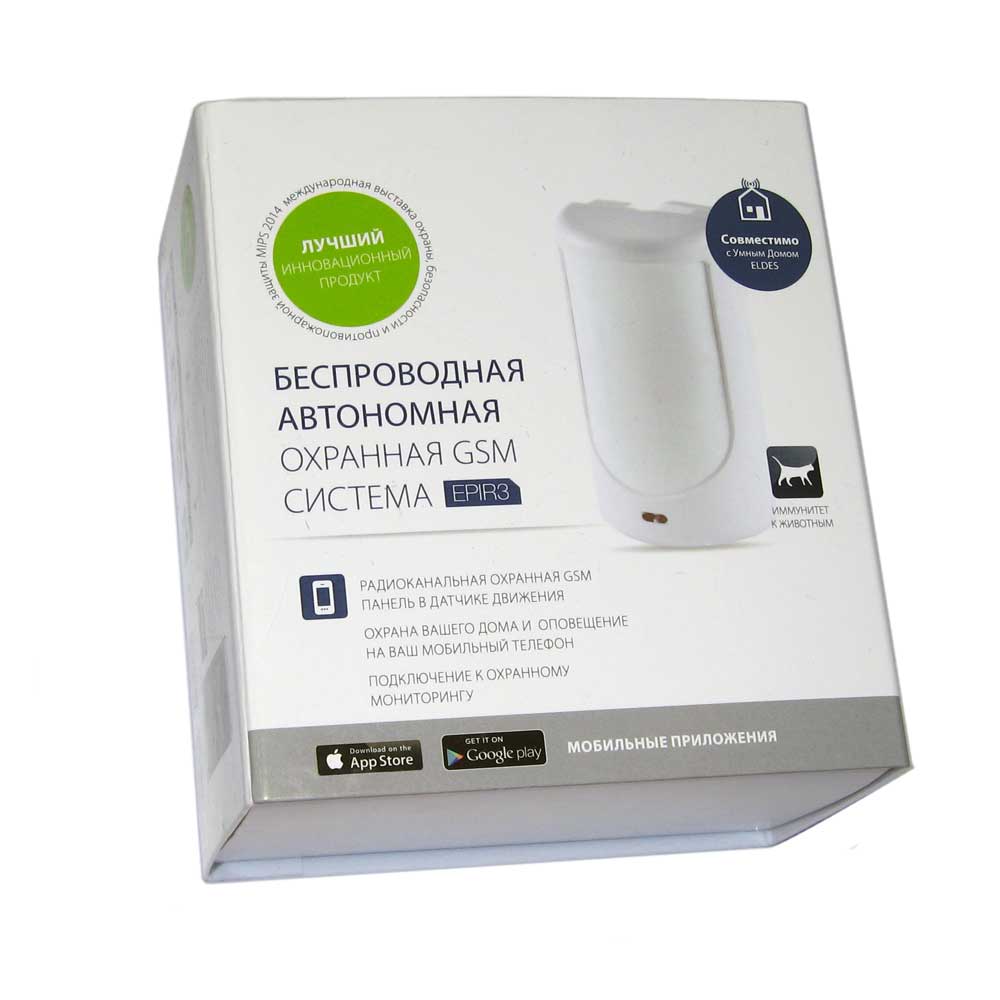 международная выставка охраны, безопасности и противопожарной защиты MIPS 2014
ЛУЧШИЙ
ИННОВАЦИОННЫЙ
ПРОДУКТ
Совместимо
с Умным Домом
ELDES
БЕСПРОВОДНАЯ
АВТОНОМНАЯ
ОХРАННАЯ GSM
СИСТЕМА EPIR3
ИММУНИТЕТ
К ЖИВОТНЫМ
РАДИОКАНАЛЬНАЯ ОХРАННАЯ GSM
ПАНЕЛЬ В ДАТЧИКЕ ДВИЖЕНИЯ
ОХРАНА ВАШЕГО ДОМА И ОПОВЕЩЕНИЕ
НА ВАШ МОБИЛЬНЫЙ ТЕЛЕФОН
ПОДКЛЮЧЕНИЕ К ОХРАННОМУ
МОНИТОРИНГУ
Download on the
App Store
GET IT ON
Google play
МОБИЛЬНЫЕ ПРИЛОЖЕНИЯ